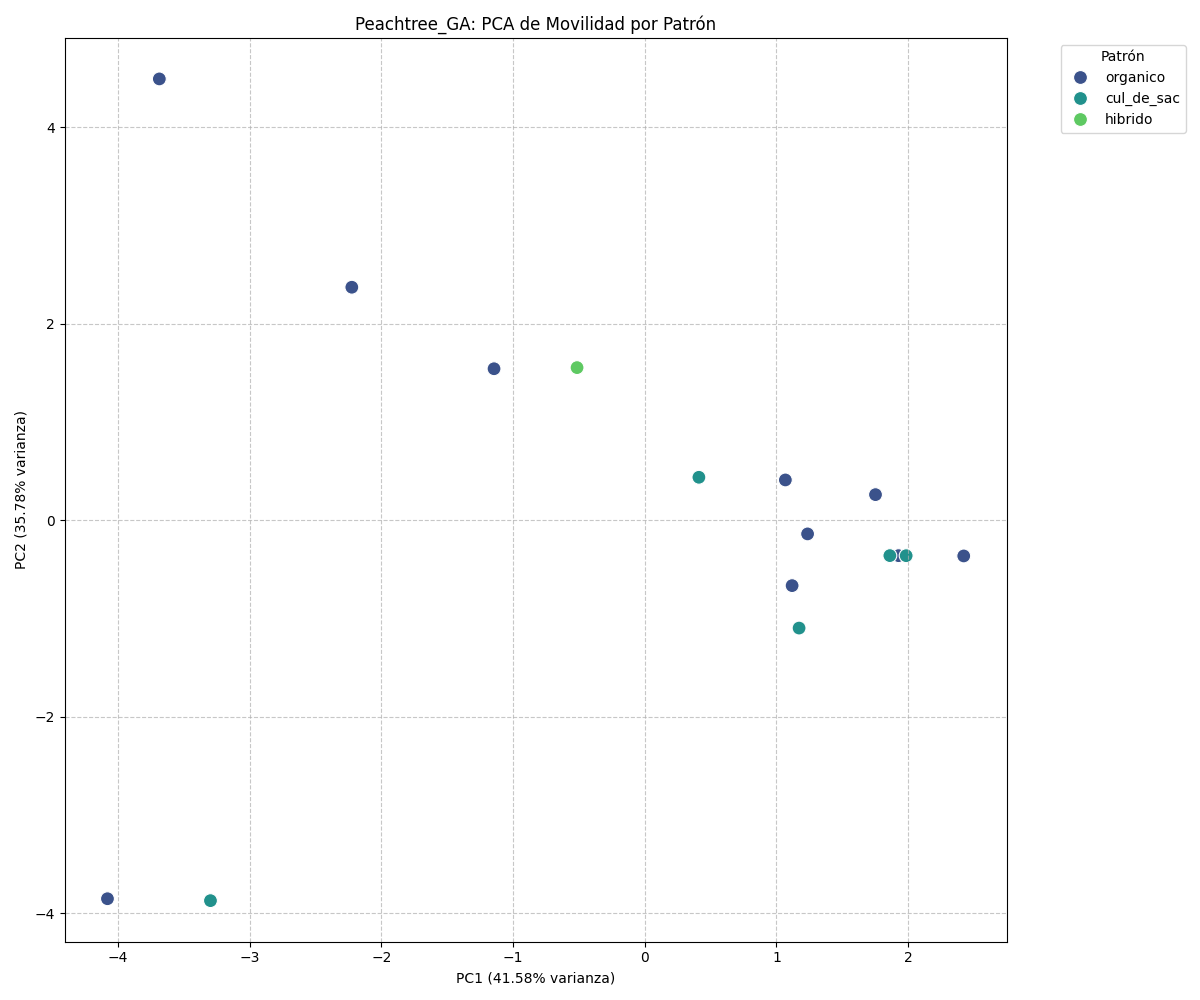 Peachtree_GA: PCA de Movilidad por Patrón
Patrón
organico
cul_de_sac
hibrido
PC2 (35.78% varianza)
4
2
0
−2
−4
−4
−3
−2
−1
0
1
2
PC1 (41.58% varianza)